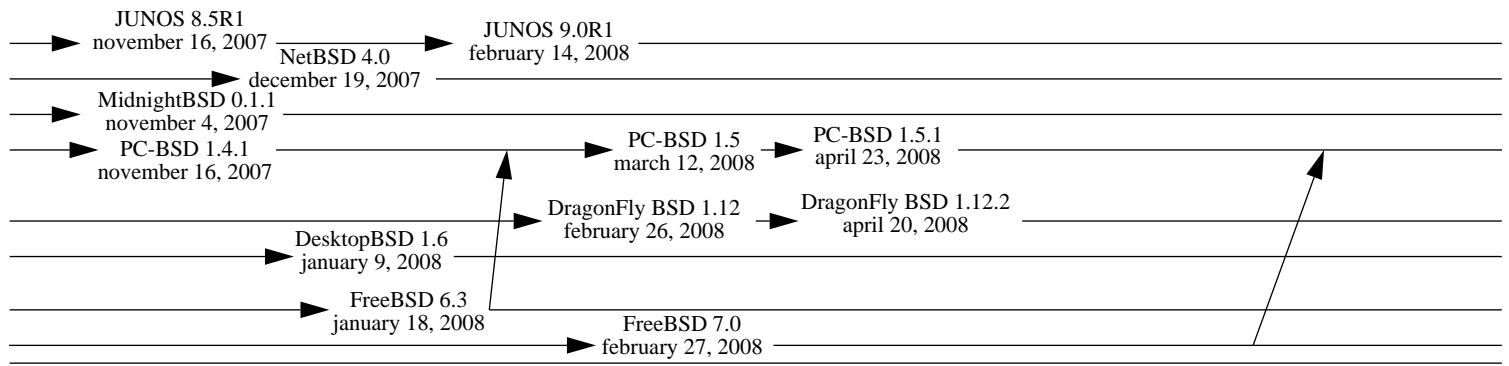 JUNOS 8.5R1
november 16, 2007
JUNOS 9.0R1
february 14, 2008
NetBSD 4.0
december 19, 2007
MidnightBSD 0.1.1
november 4, 2007
PC-BSD 1.4.1
november 16, 2007
PC-BSD 1.5
march 12, 2008
PC-BSD 1.5.1
april 23, 2008
DragonFly BSD 1.12
february 26, 2008
DragonFly BSD 1.12.2
april 20, 2008
DesktopBSD 1.6
january 9, 2008
FreeBSD 6.3
january 18, 2008
FreeBSD 7.0
february 27, 2008